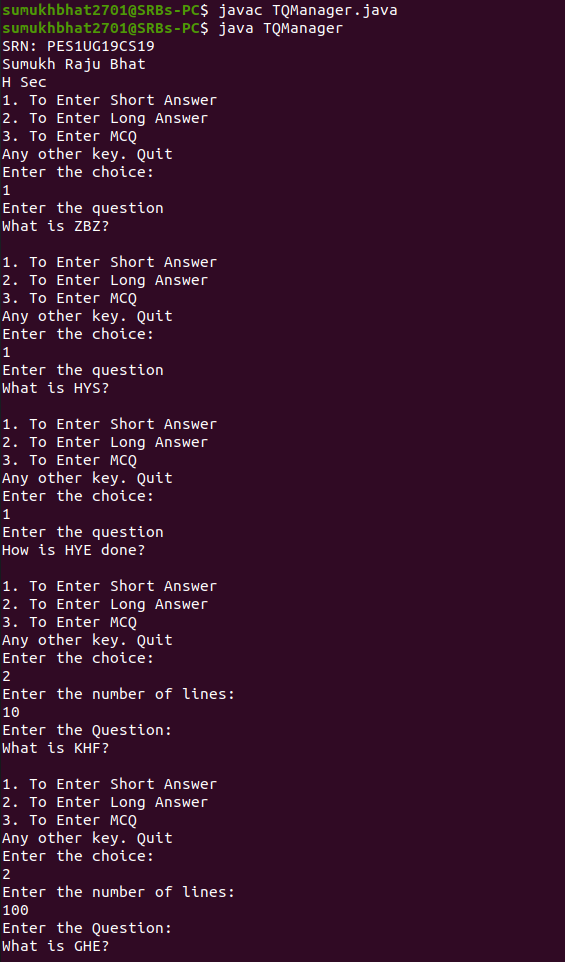 sumukhbhat2701@SRBs-PC$ javac TQManager.java
sumukhbhat2701@SRBs-PC$ java TQManager
SRN: PES1UG19CS19
Sumukh Raju Bhat
H Sec
1. To Enter Short Answer
2. To Enter Long Answer
3. To Enter MCQ
Any other key. Quit
Enter the choice:
1
Enter the question
What is ZBZ?

1. To Enter Short Answer
2. To Enter Long Answer
3. To Enter MCQ
Any other key. Quit
Enter the choice:
1
Enter the question
What is HYS?

1. To Enter Short Answer
2. To Enter Long Answer
3. To Enter MCQ
Any other key. Quit
Enter the choice:
1
Enter the question
How is HYE done?

1. To Enter Short Answer
2. To Enter Long Answer
3. To Enter MCQ
Any other key. Quit
Enter the choice:
2
Enter the number of lines:
10
Enter the Question:
What is KHF?

1. To Enter Short Answer
2. To Enter Long Answer
3. To Enter MCQ
Any other key. Quit
Enter the choice:
2
Enter the number of lines:
100
Enter the Question:
What is GHE?